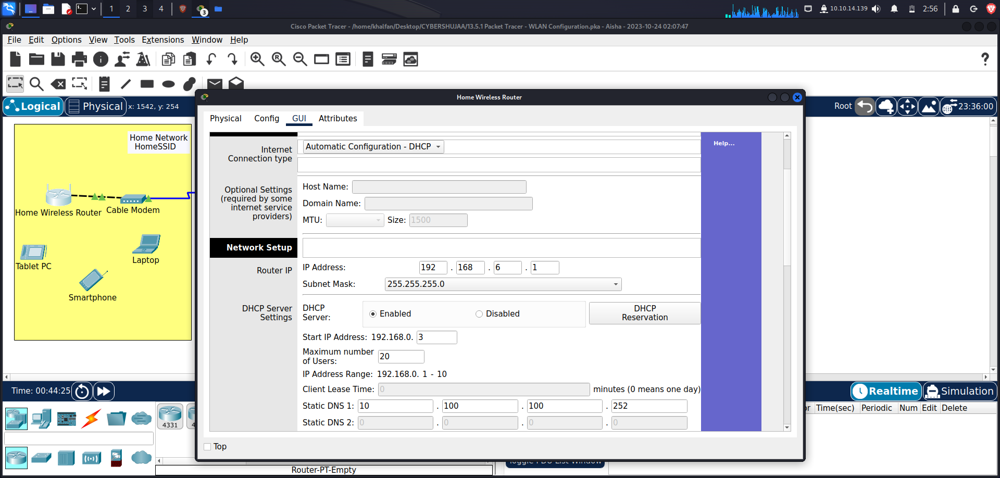 1 2 3 4 3 10.10.14.139 2:56
Cisco Packet Tracer - /home/khalfan/Desktop/CYBERSHUJAA/13.5.1 Packet Tracer - WLAN Configuration.pka - Aisha - 2023-10-24 02:07:47
File Edit Options View Tools Extensions Window Help
Home Wireless Router
Logical Physical x: 1542, y: 254 Root 23:36:00
Physical Config GUI Attributes
Home Network
HomeSSID
Home Wireless Router
Cable Modem
Laptop
Tablet PC
Smartphone
Internet
Connection type
Automatic Configuration - DHCP
Help...
Optional Settings
(required by some
internet service
providers)
Host Name:
Domain Name:
MTU: Size: 1500
Network Setup
Router IP
IP Address: 192 . 168 . 6 . 1
Subnet Mask: 255.255.255.0
DHCP Server
Settings
DHCP
Server:
Enabled Disabled
DHCP
Reservation
Start IP Address: 192.168.0. 3
Maximum number
of Users: 20
IP Address Range: 192.168.0. 1 - 10
Client Lease Time: 0 minutes (0 means one day)
Static DNS 1: 10 . 100 . 100 . 252
Static DNS 2: 0 . 0 . 0 . 0
Top
Time: 00:44:25 Realtime Simulation
Time(sec) Periodic Num Edit Delete
4331
Router-PT-Empty